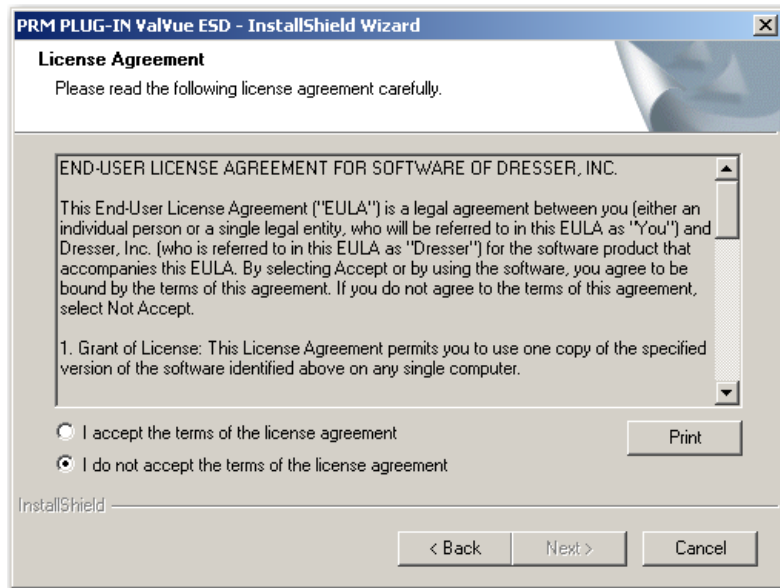 PRM PLUG-IN ValVue ESD - InstallShield Wizard
License Agreement
Please read the following license agreement carefully.
END-USER LICENSE AGREEMENT FOR SOFTWARE OF DRESSER, INC.
This End-User License Agreement ("EULA") is a legal agreement between you (either an
individual person or a single legal entity, who will be referred to in this EULA as "You") and
Dresser, Inc. (who is referred to in this EULA as "Dresser") for the software product that
accompanies this EULA. By selecting Accept or by using the software, you agree to be
bound by the terms of this agreement. If you do not agree to the terms of this agreement,
select Not Accept.
1. Grant of License: This License Agreement permits you to use one copy of the specified
version of the software identified above on any single computer.
I accept the terms of the license agreement
Print
I do not accept the terms of the license agreement
InstallShield
< Back
Next >
Cancel